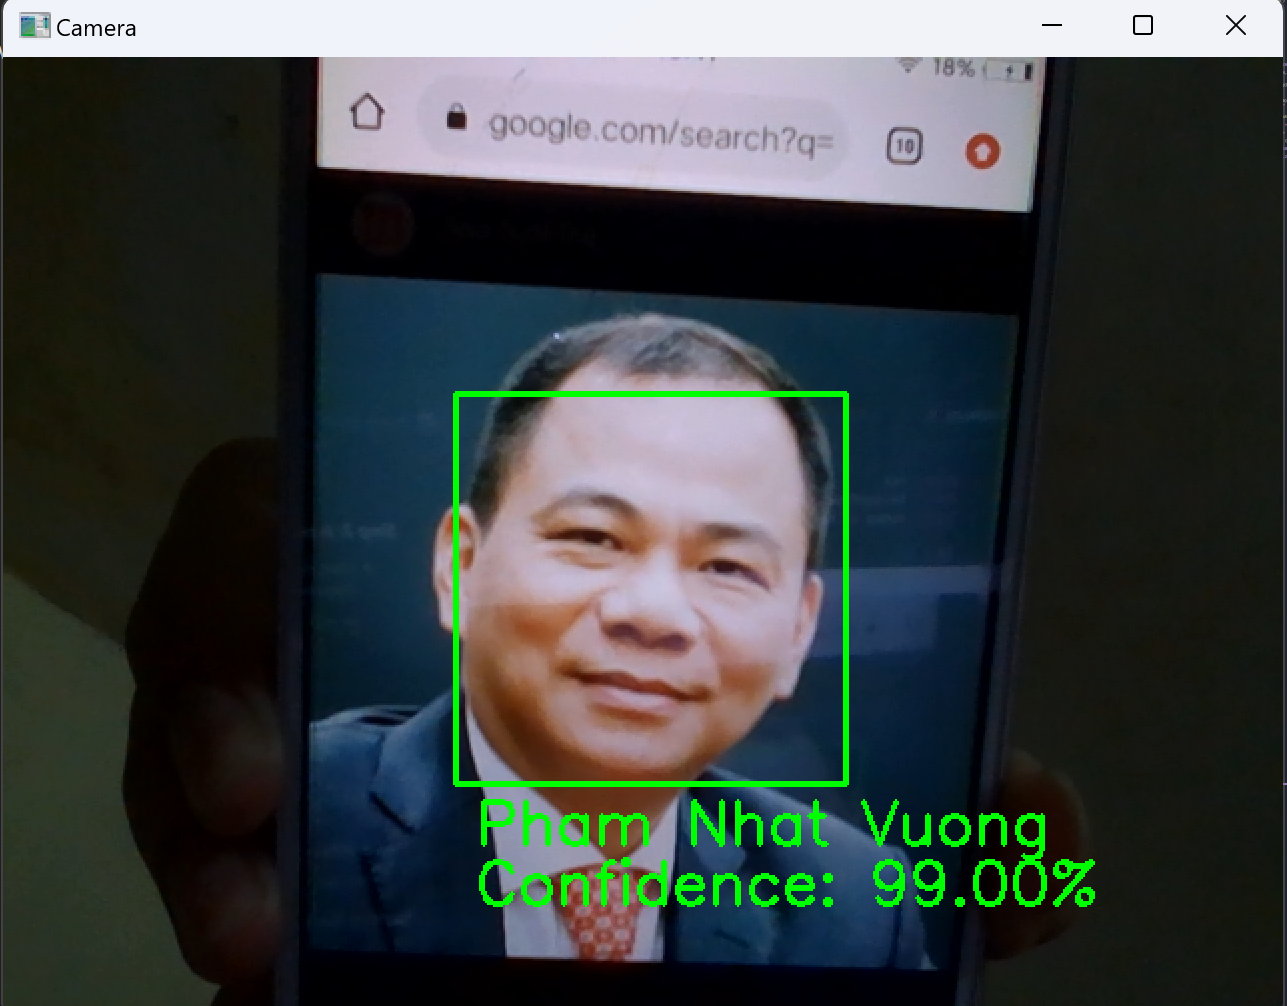 Camera
18%
google.com/search?q=
10
Pham Nhat Vuong
Confidence: 99.00%